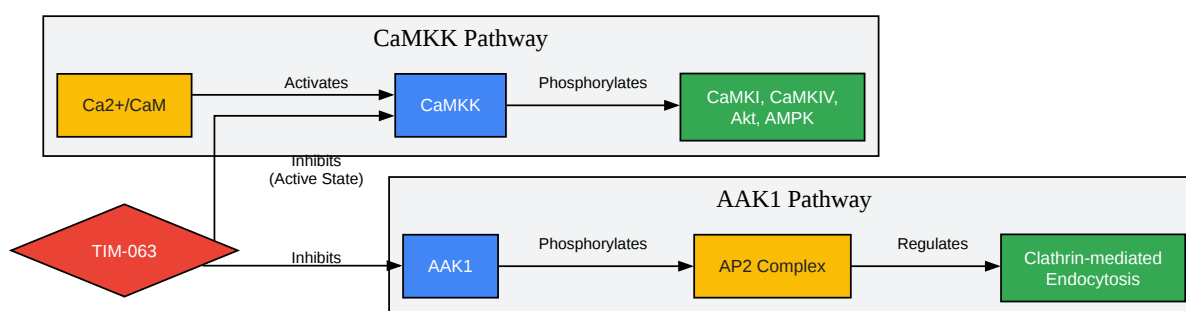 CaMKK Pathway
Ca2+/CaM
Activates
CaMKK
Phosphorylates
CaMKI, CaMKIV,
Akt, AMPK
Inhibits
(Active State)
TIM-063
Inhibits
AAK1 Pathway
AAK1
Phosphorylates
AP2 Complex
Regulates
Clathrin-mediated
Endocytosis